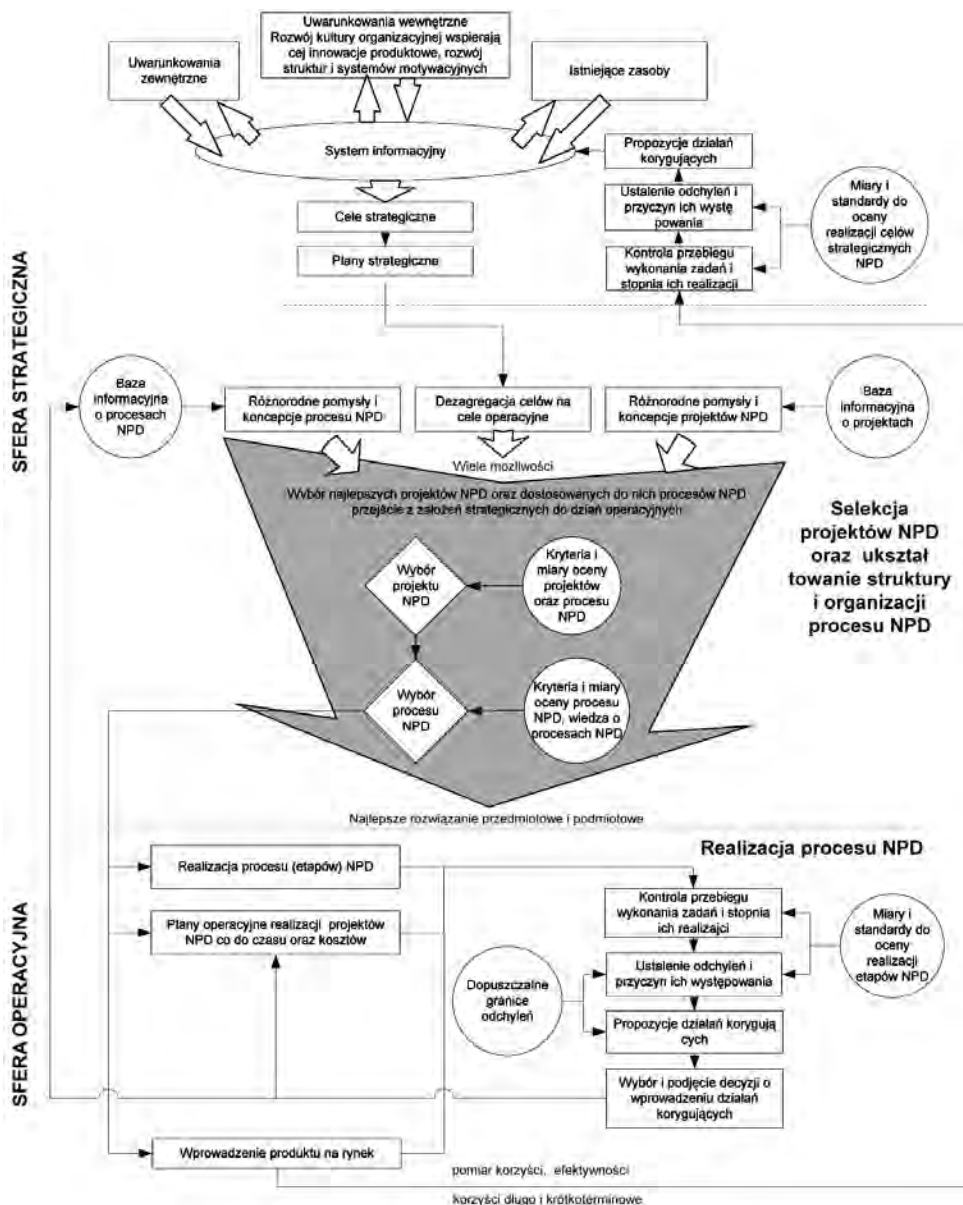 Uwarunkowania wewnętrzne
Rozwój kultury organizacyjnej wspierają
cej innowacje produktowe, rozwój
struktur i systemów motywacyjnych
Uwarunkowania
zewnętrzne
Istniejące zasoby
System informacyjny
Propozycje działań
korygujących
Ustalenie odchyleń i
przyczyn ich wystę
powania
Kontrola przebiegu
wykonania zadań i
stopnia ich realizacji
Miary i
standardy do
oceny
realizacji celów
strategicznych
NPD
Cele strategiczne
Plany strategiczne
SFERA STRATEGICZNA
Baza
informacyjna
o procesach
NPD
Różnorodne pomysły i
koncepcje procesu NPD
Dezagregacja celów na
cele operacyjne
Różnorodne pomysły i
koncepcje projektów NPD
Baza
informacyjna
o projektach
Wiele możliwości
Wybór najlepszych projektów NPD oraz dostosowanych do nich procesów NPD
przejście z założeń strategicznych do dział operacyjnych
Selekcja
projektów NPD
oraz ukształ
towanie struktury
i organizacji
procesu NPD
Wybór
projektu
NPD
Kryteria i
miary oceny
projektów
oraz procesu
NPD
Wybór
procesu
NPD
Kryteria i miary
oceny procesu
NPD, wiedza o
procesach NPD
Najlepsze rozwiązanie przedmiotowe i podmiotowe
SFERA OPERACYJNA
Realizacja procesu NPD
Realizacja procesu (etapów) NPD
Plany operacyjne realizacji projektów
NPD co do czasu oraz kosztów
Kontrola przebiegu
wykonania zadań i stopnia
ich realizajci
Ustalenie odchyleń i
przyczyn ich występowania
Propozycje działań korygują
cych
Wybór i podjęcie decyzji o
wprowadzeniu działań
korygujących
Miary i
standardy do
oceny
realizacji
etapów NPD
Dopuszczalne
granice
odchyleń
Wprowadzenie produktu na rynek
pomiar korzyści, efektywności
korzyści długo i krótkoterminowe